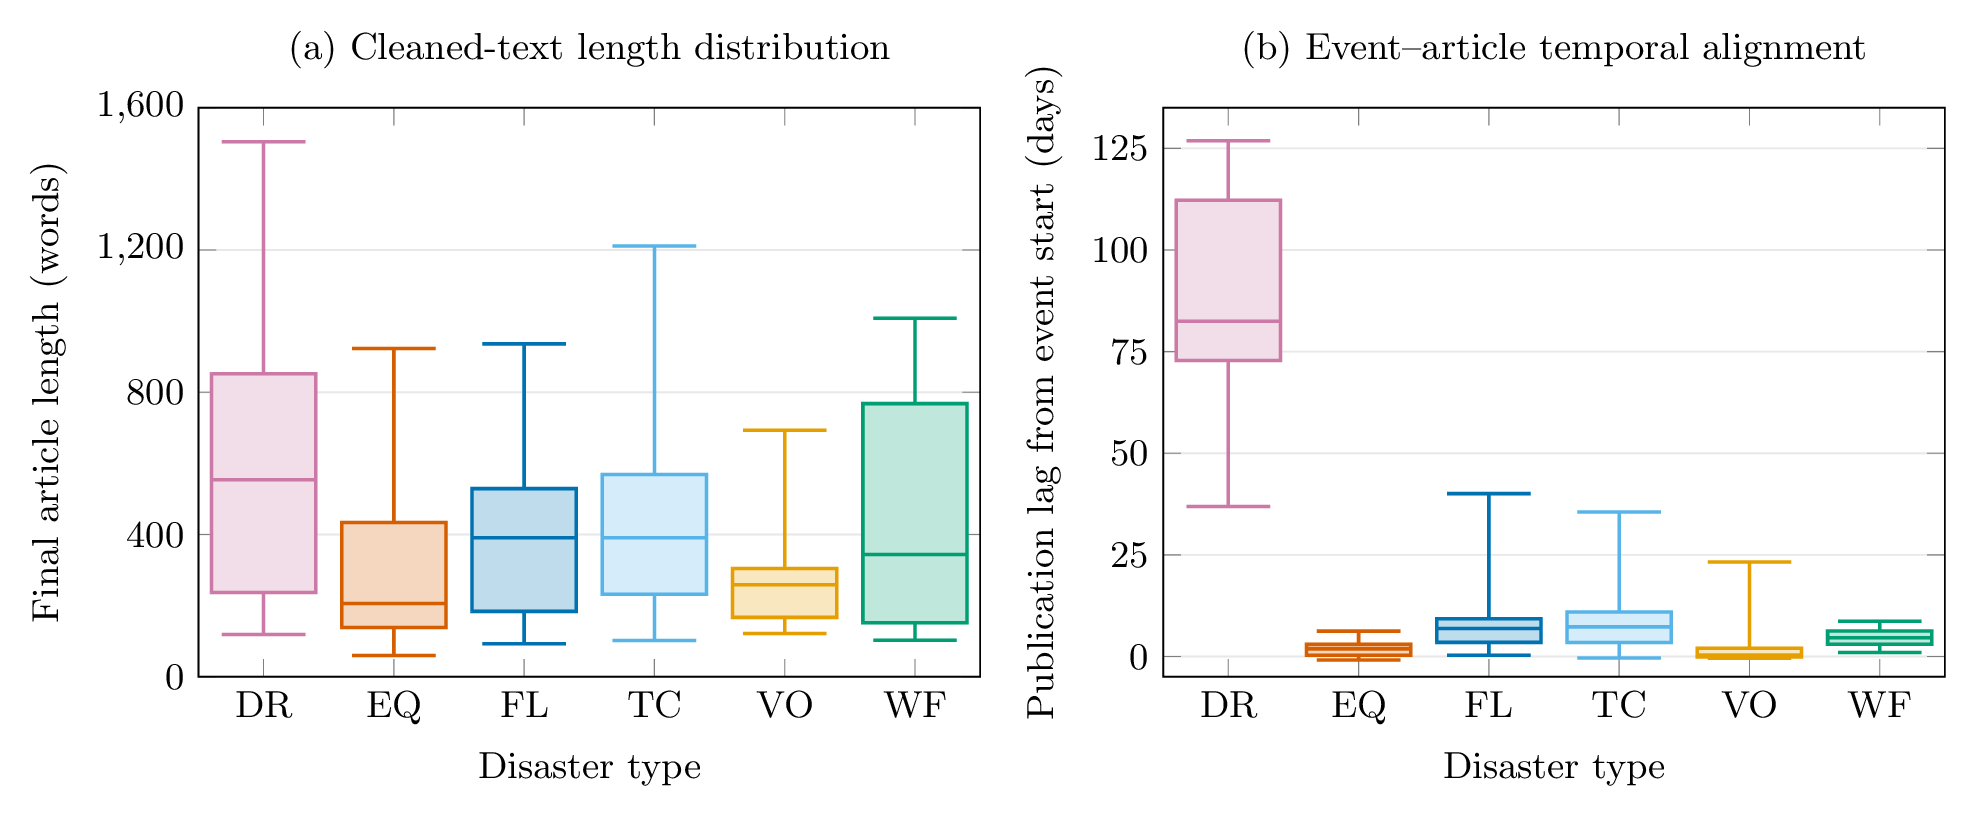 (a) Cleaned-text length distribution
Final article length (words)
1,600
1,200
800
400
0
DR EQ FL TC VO WF
Disaster type
(b) Event–article temporal alignment
Publication lag from event start (days)
125
100
75
50
25
0
DR EQ FL TC VO WF
Disaster type